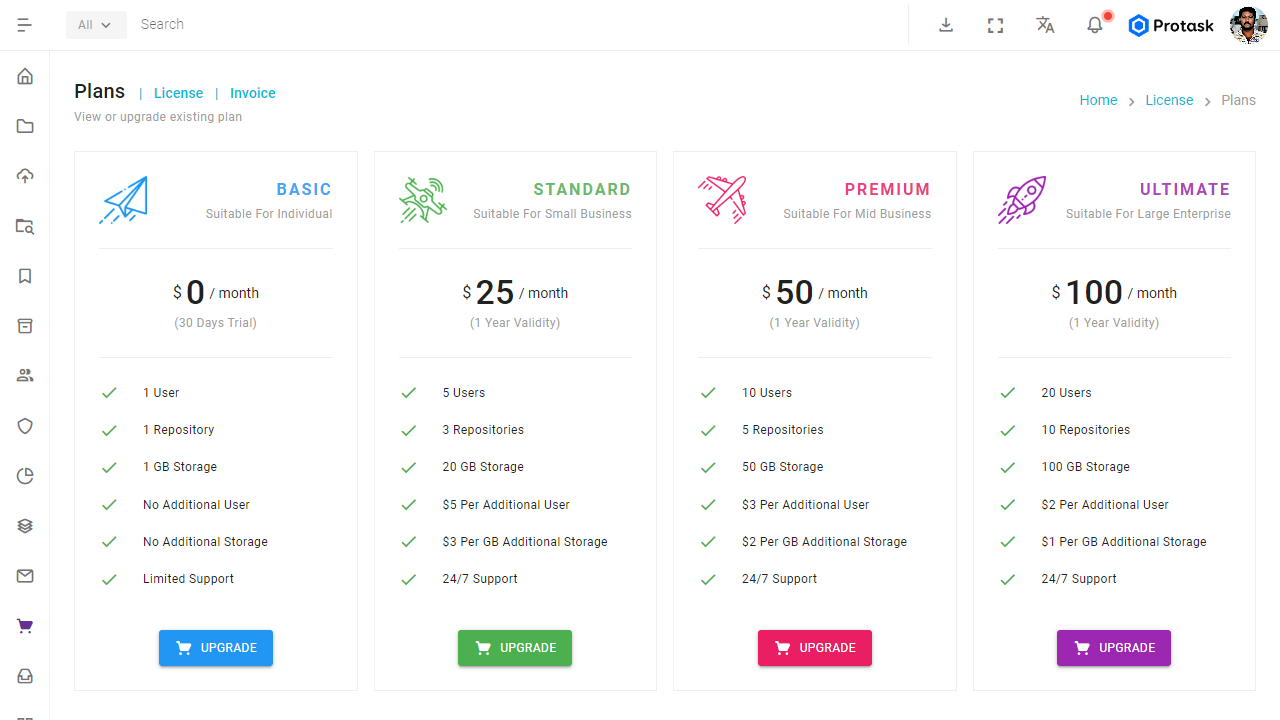 All
Search
Protask
Plans | License | Invoice
View or upgrade existing plan
Home
License
Plans
BASIC
Suitable For Individual
$ 0 / month
(30 Days Trial)
1 User
1 Repository
1 GB Storage
No Additional User
No Additional Storage
Limited Support
UPGRADE
STANDARD
Suitable For Small Business
$ 25 / month
(1 Year Validity)
5 Users
3 Repositories
20 GB Storage
$5 Per Additional User
$3 Per GB Additional Storage
24/7 Support
UPGRADE
PREMIUM
Suitable For Mid Business
$ 50 / month
(1 Year Validity)
10 Users
5 Repositories
50 GB Storage
$3 Per Additional User
$2 Per GB Additional Storage
24/7 Support
UPGRADE
ULTIMATE
Suitable For Large Enterprise
$ 100 / month
(1 Year Validity)
20 Users
10 Repositories
100 GB Storage
$2 Per Additional User
$1 Per GB Additional Storage
24/7 Support
UPGRADE